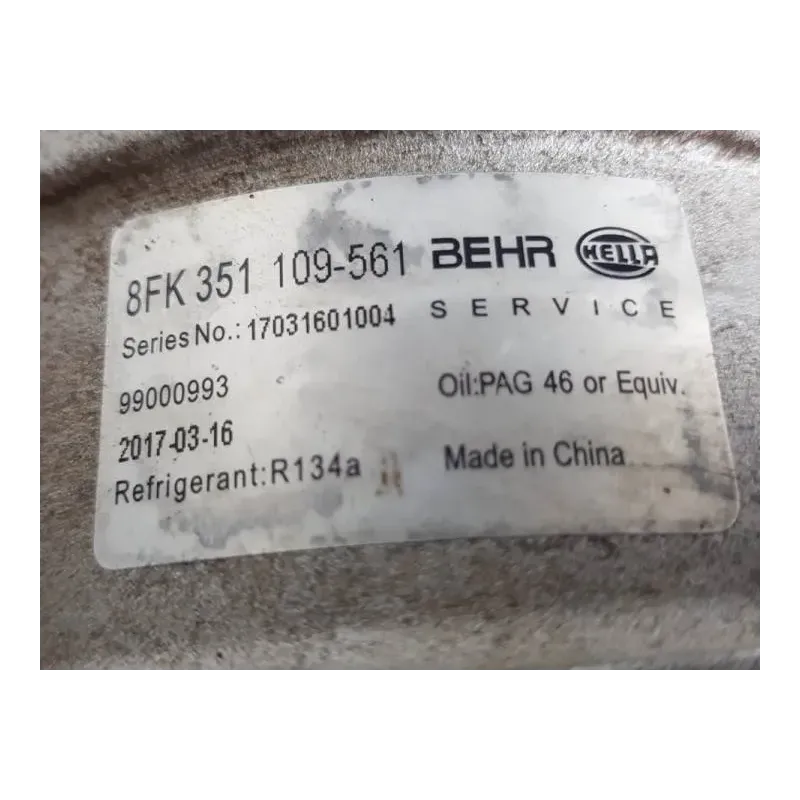 8FK 351 109-561 BEHR HELLA
Series No.: 17031601004 SERVICE
99000993 Oil:PAG 46 or Equiv.
2017-03-16
Refrigerant:R134a Made in China